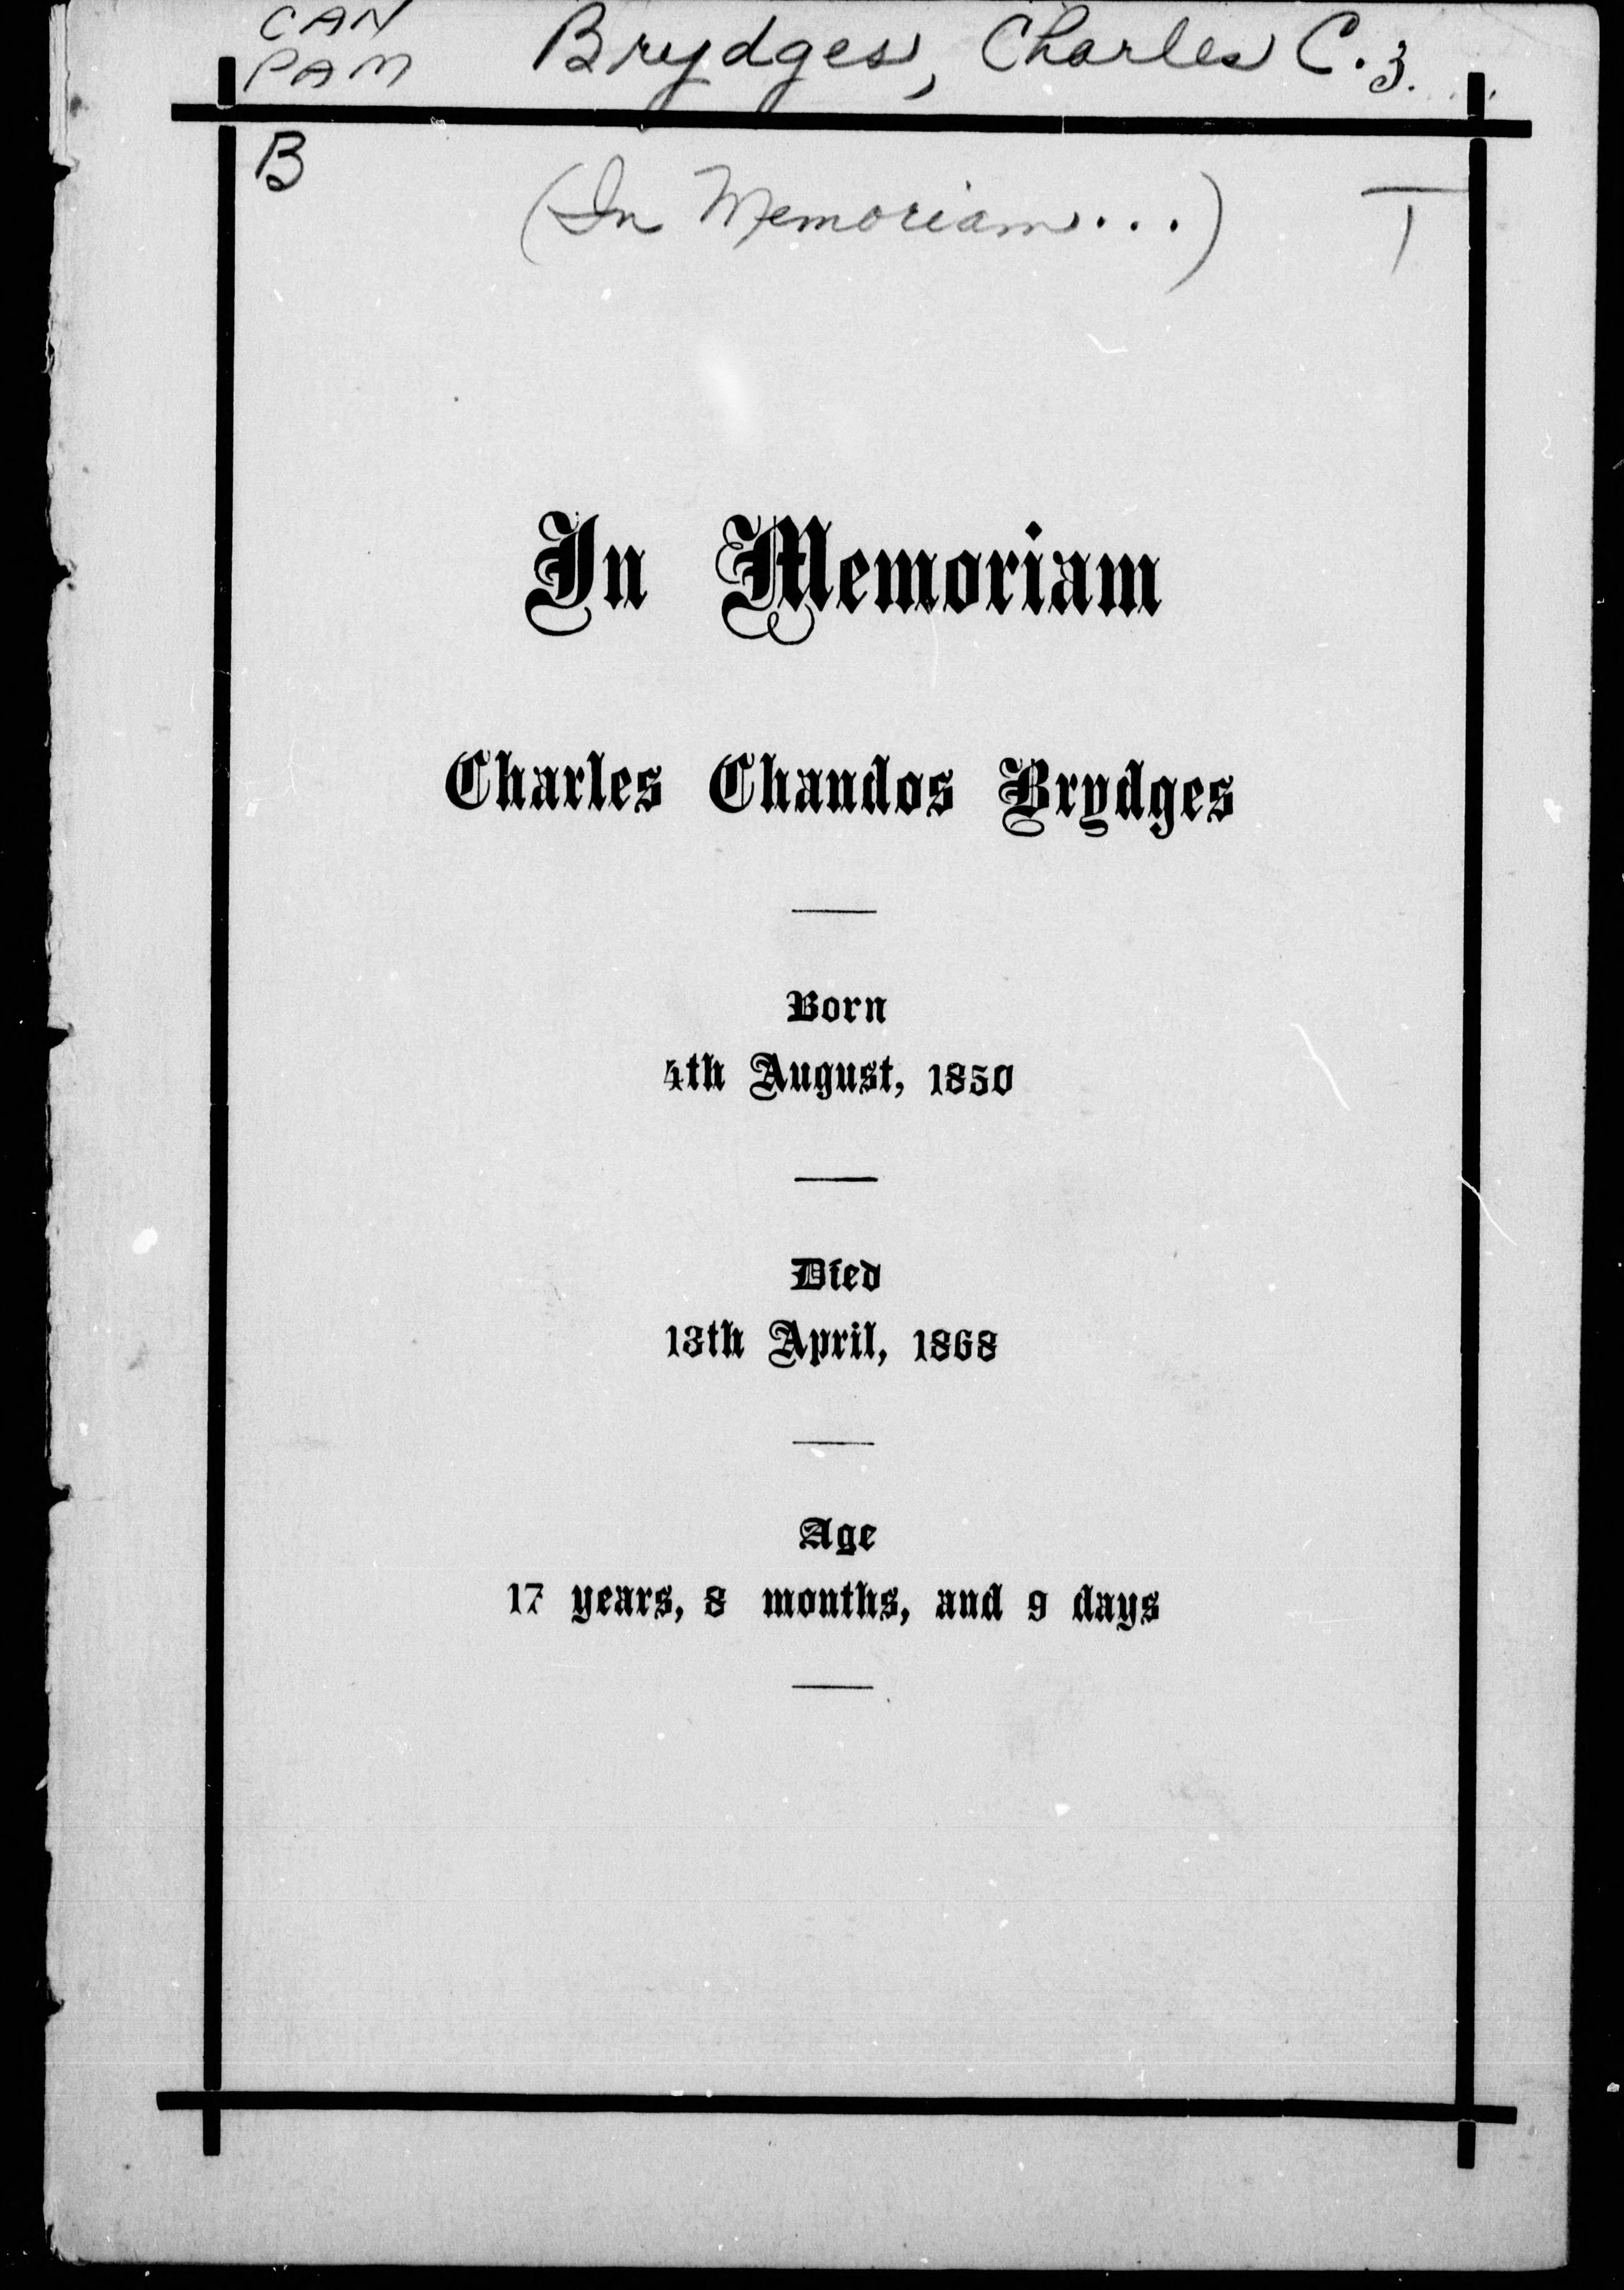 CAN
PAM
Brydges, Charles C. 3.
B
(In Memoriam...)
T
In Memoriam
Charles Chandos Brydges
Born
4th August, 1850
Died
13th April, 1868
Age
17 years, 8 months, and 9 days